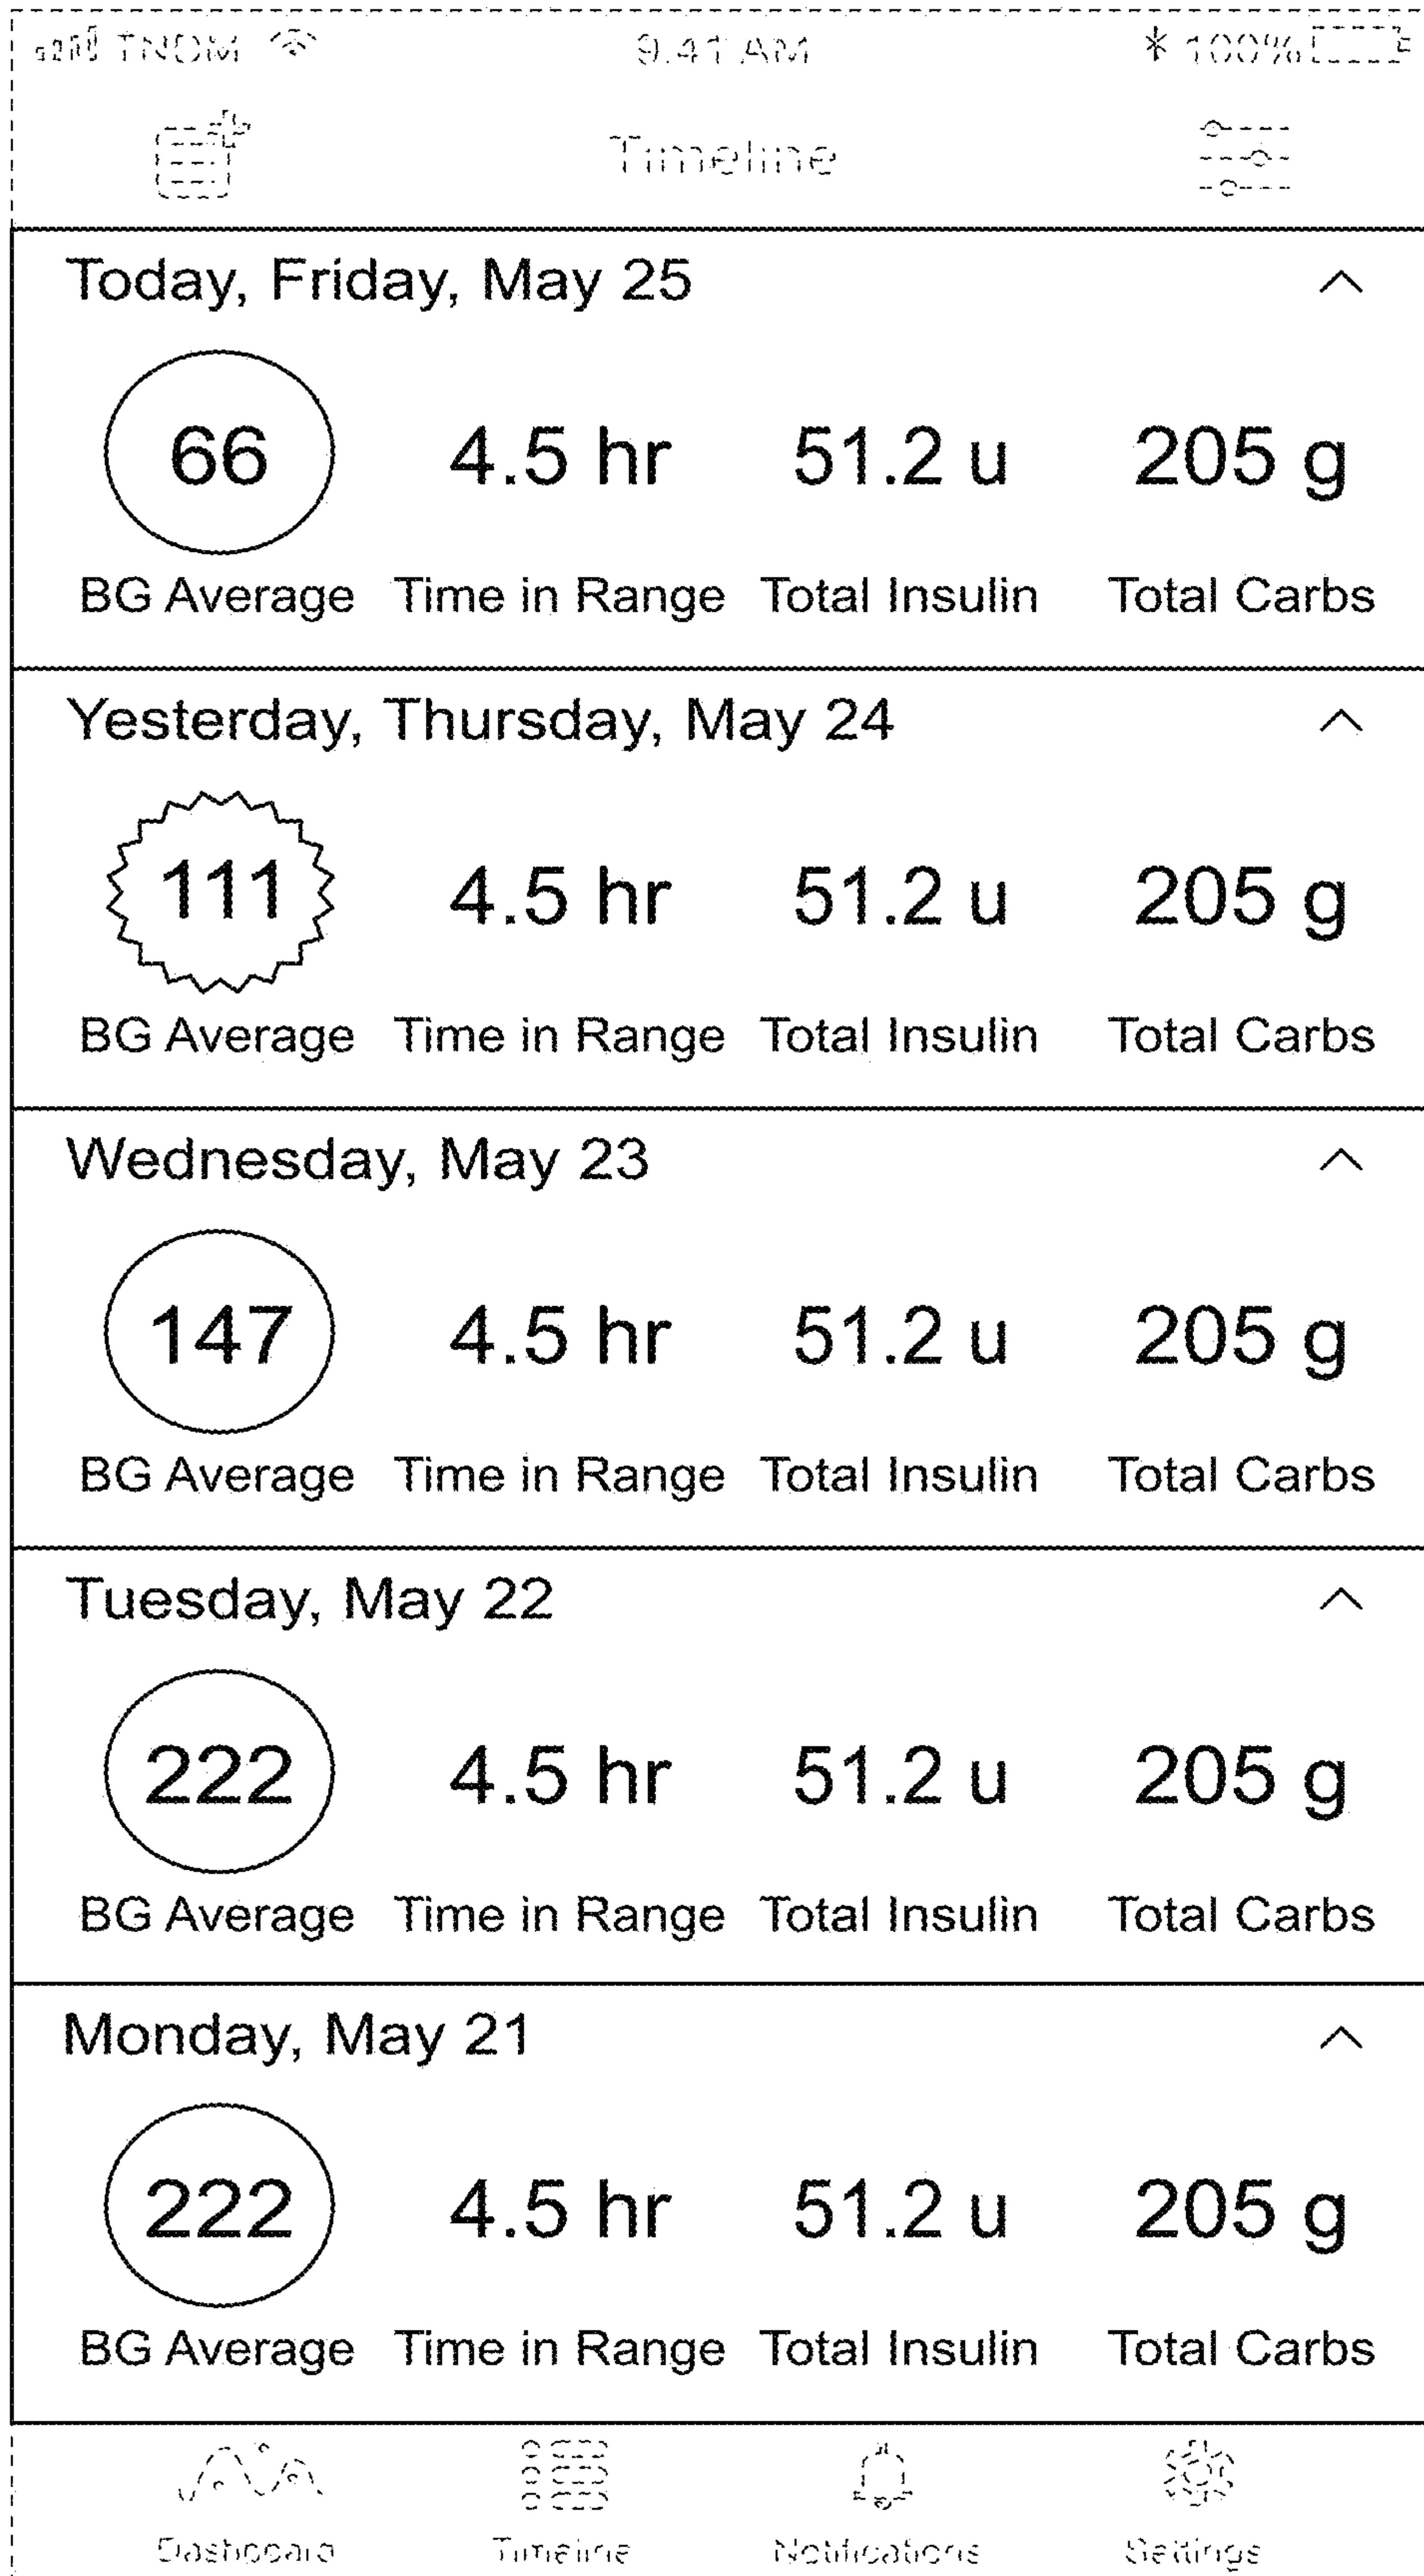 TNDM 9:41 AM 100%
Timeline
Today, Friday, May 25
66 4.5 hr 51.2 u 205 g
BG Average Time in Range Total Insulin Total Carbs
Yesterday, Thursday, May 24
111 4.5 hr 51.2 u 205 g
BG Average Time in Range Total Insulin Total Carbs
Wednesday, May 23
147 4.5 hr 51.2 u 205 g
BG Average Time in Range Total Insulin Total Carbs
Tuesday, May 22
222 4.5 hr 51.2 u 205 g
BG Average Time in Range Total Insulin Total Carbs
Monday, May 21
222 4.5 hr 51.2 u 205 g
BG Average Time in Range Total Insulin Total Carbs
Dashboard Timeline Notifications Settings